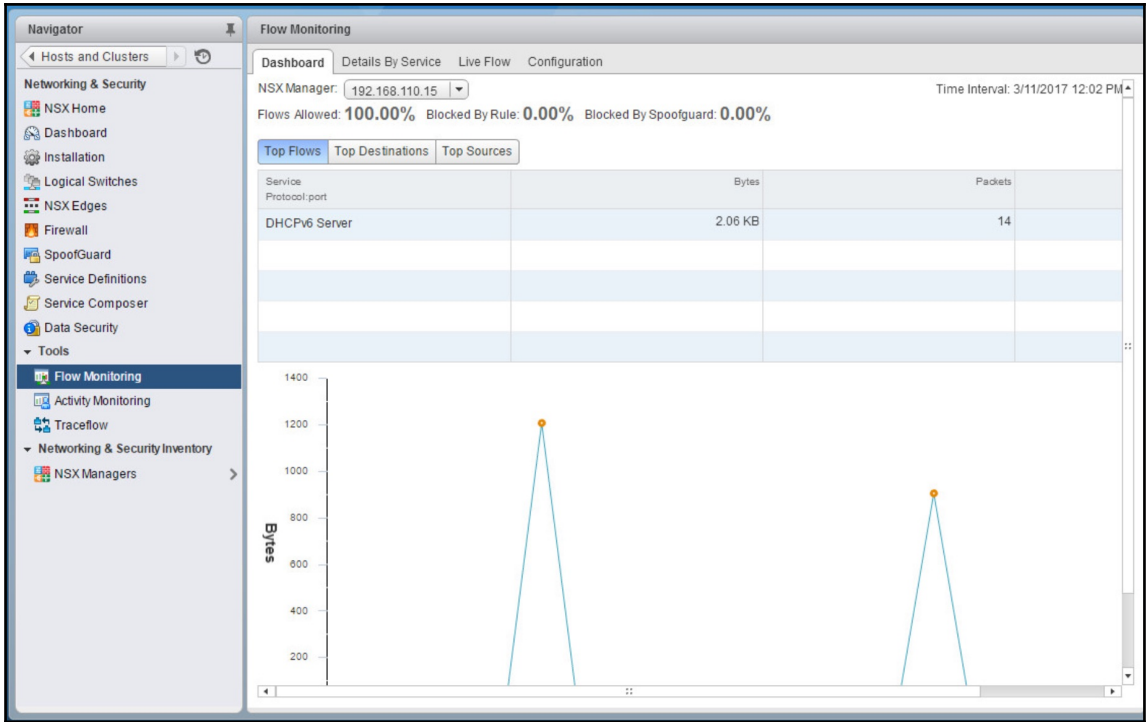 Navigator
Hosts and Clusters
Networking & Security
NSX Home
Dashboard
Installation
Logical Switches
NSX Edges
Firewall
SpoofGuard
Service Definitions
Service Composer
Data Security
Tools
Flow Monitoring
Activity Monitoring
Traceflow
Networking & Security Inventory
NSX Managers
Flow Monitoring
Dashboard Details By Service Live Flow Configuration
NSX Manager: 192.168.110.15 Time Interval: 3/11/2017 12:02 PM
Flows Allowed: 100.00% Blocked By Rule: 0.00% Blocked By Spoofguard: 0.00%
Top Flows Top Destinations Top Sources
Service Bytes Packets
Protocol:port
DHCPv6 Server 2.06 KB 14
1400
1200
1000
800
600
400
200
Bytes